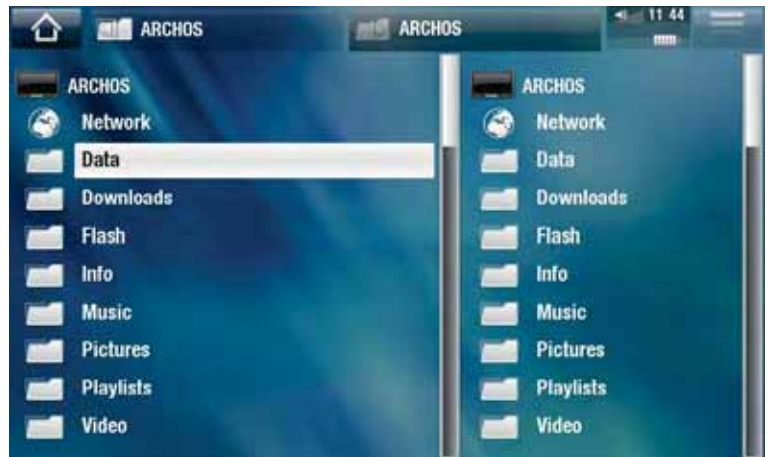 ARCHOS
ARCHOS
11 44
ARCHOS
Network
Data
Downloads
Flash
Info
Music
Pictures
Playlists
Video
ARCHOS
Network
Data
Downloads
Flash
Info
Music
Pictures
Playlists
Video